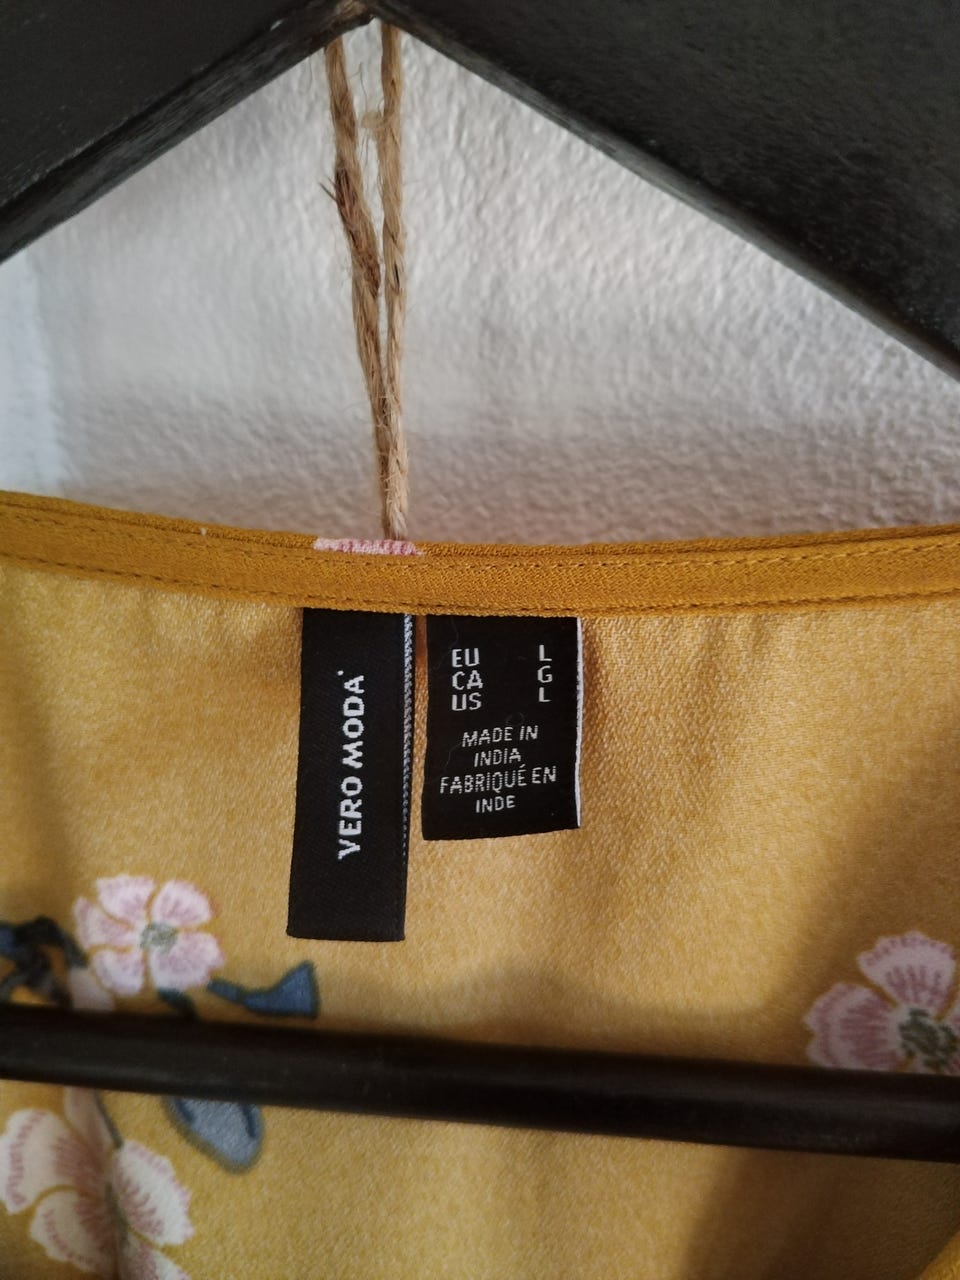 VERO MODA
EU L
CA G
US L
MADE IN
INDIA
FABRIQUÉ EN
INDE